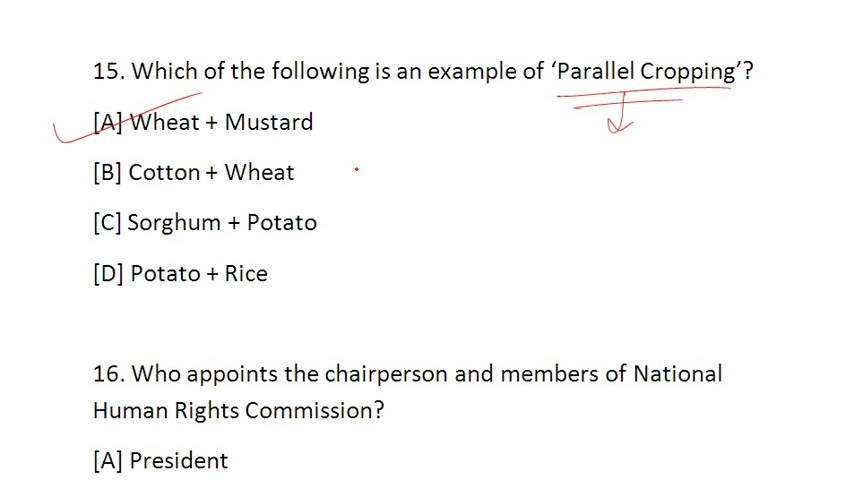 15. Which of the following is an example of ‘Parallel Cropping’?
[A] Wheat + Mustard
[B] Cotton + Wheat
[C] Sorghum + Potato
[D] Potato + Rice
16. Who appoints the chairperson and members of National
Human Rights Commission?
[A] President